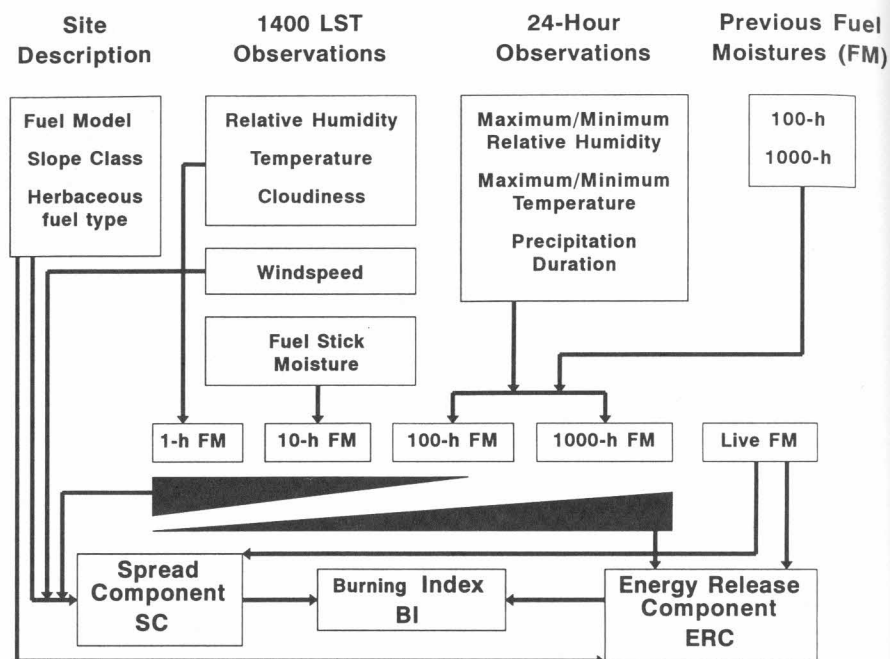 Site
Description
1400 LST
Observations
24-Hour
Observations
Previous Fuel
Moistures (FM)
Fuel Model
Slope Class
Herbaceous
fuel type
Relative Humidity
Temperature
Cloudiness
Windspeed
Fuel Stick
Moisture
Maximum/Minimum
Relative Humidity
Maximum/Minimum
Temperature
Precipitation
Duration
100-h
1000-h
1-h FM
10-h FM
100-h FM
1000-h FM
Live FM
Spread
Component
SC
Burning Index
BI
Energy Release
Component
ERC